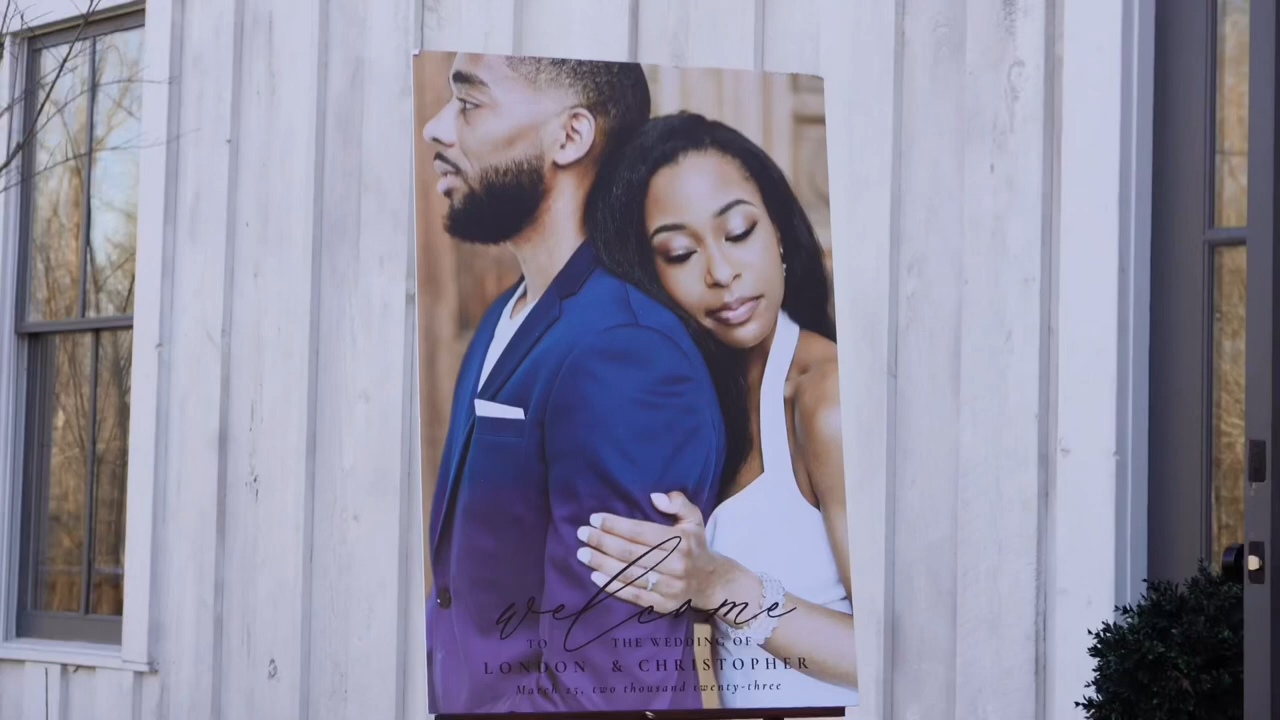 welcome
TO THE WEDDING OF
LONDON & CHRISTOPHER
March 25, two thousand twenty-three